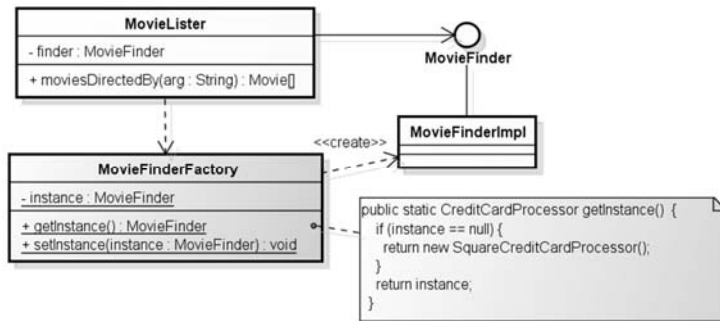 MovieLister
- finder : MovieFinder
+ moviesDirectedBy(arg : String) : Movie[]
MovieFinder
<<create>>
MovieFinderImpl
MovieFinderFactory
- instance : MovieFinder
+ getInstance() : MovieFinder
+ setInstance(instance : MovieFinder) : void
public static CreditCardProcessor getInstance() {
if (instance == null) {
return new SquareCreditCardProcessor();
}
return instance;
}